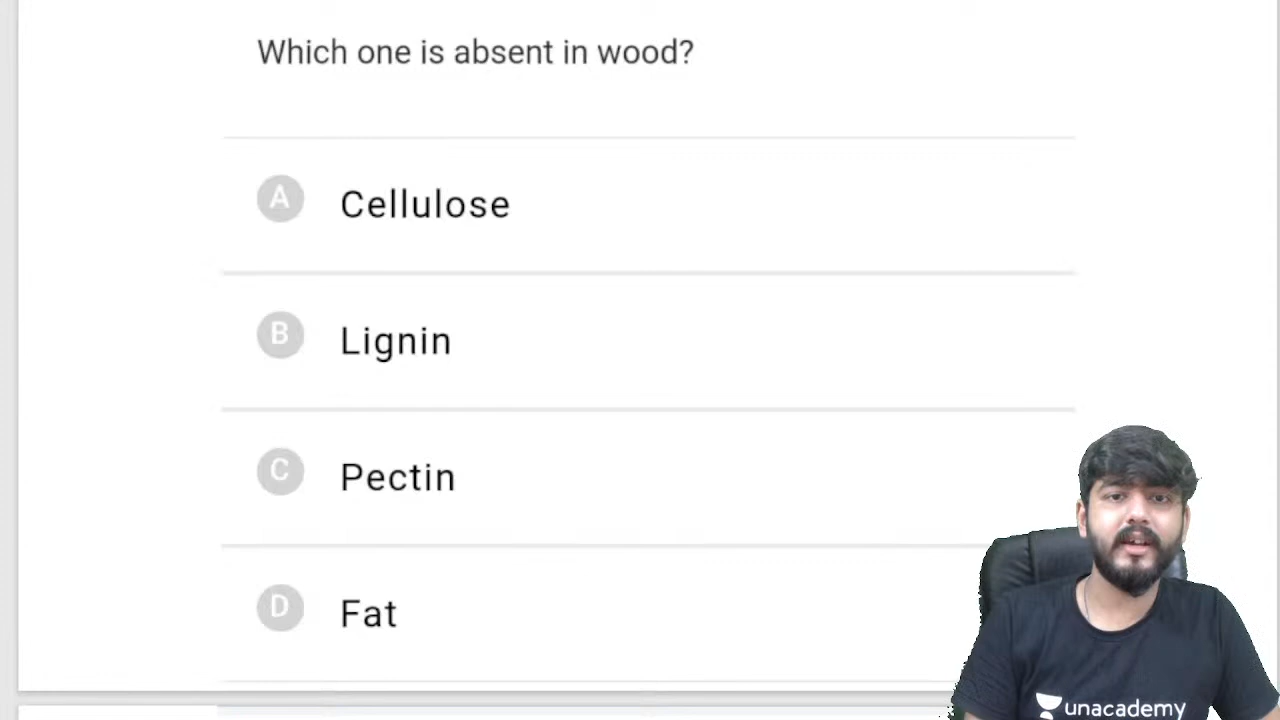 Which one is absent in wood?
A Cellulose
B Lignin
C Pectin
D Fat
unacademy